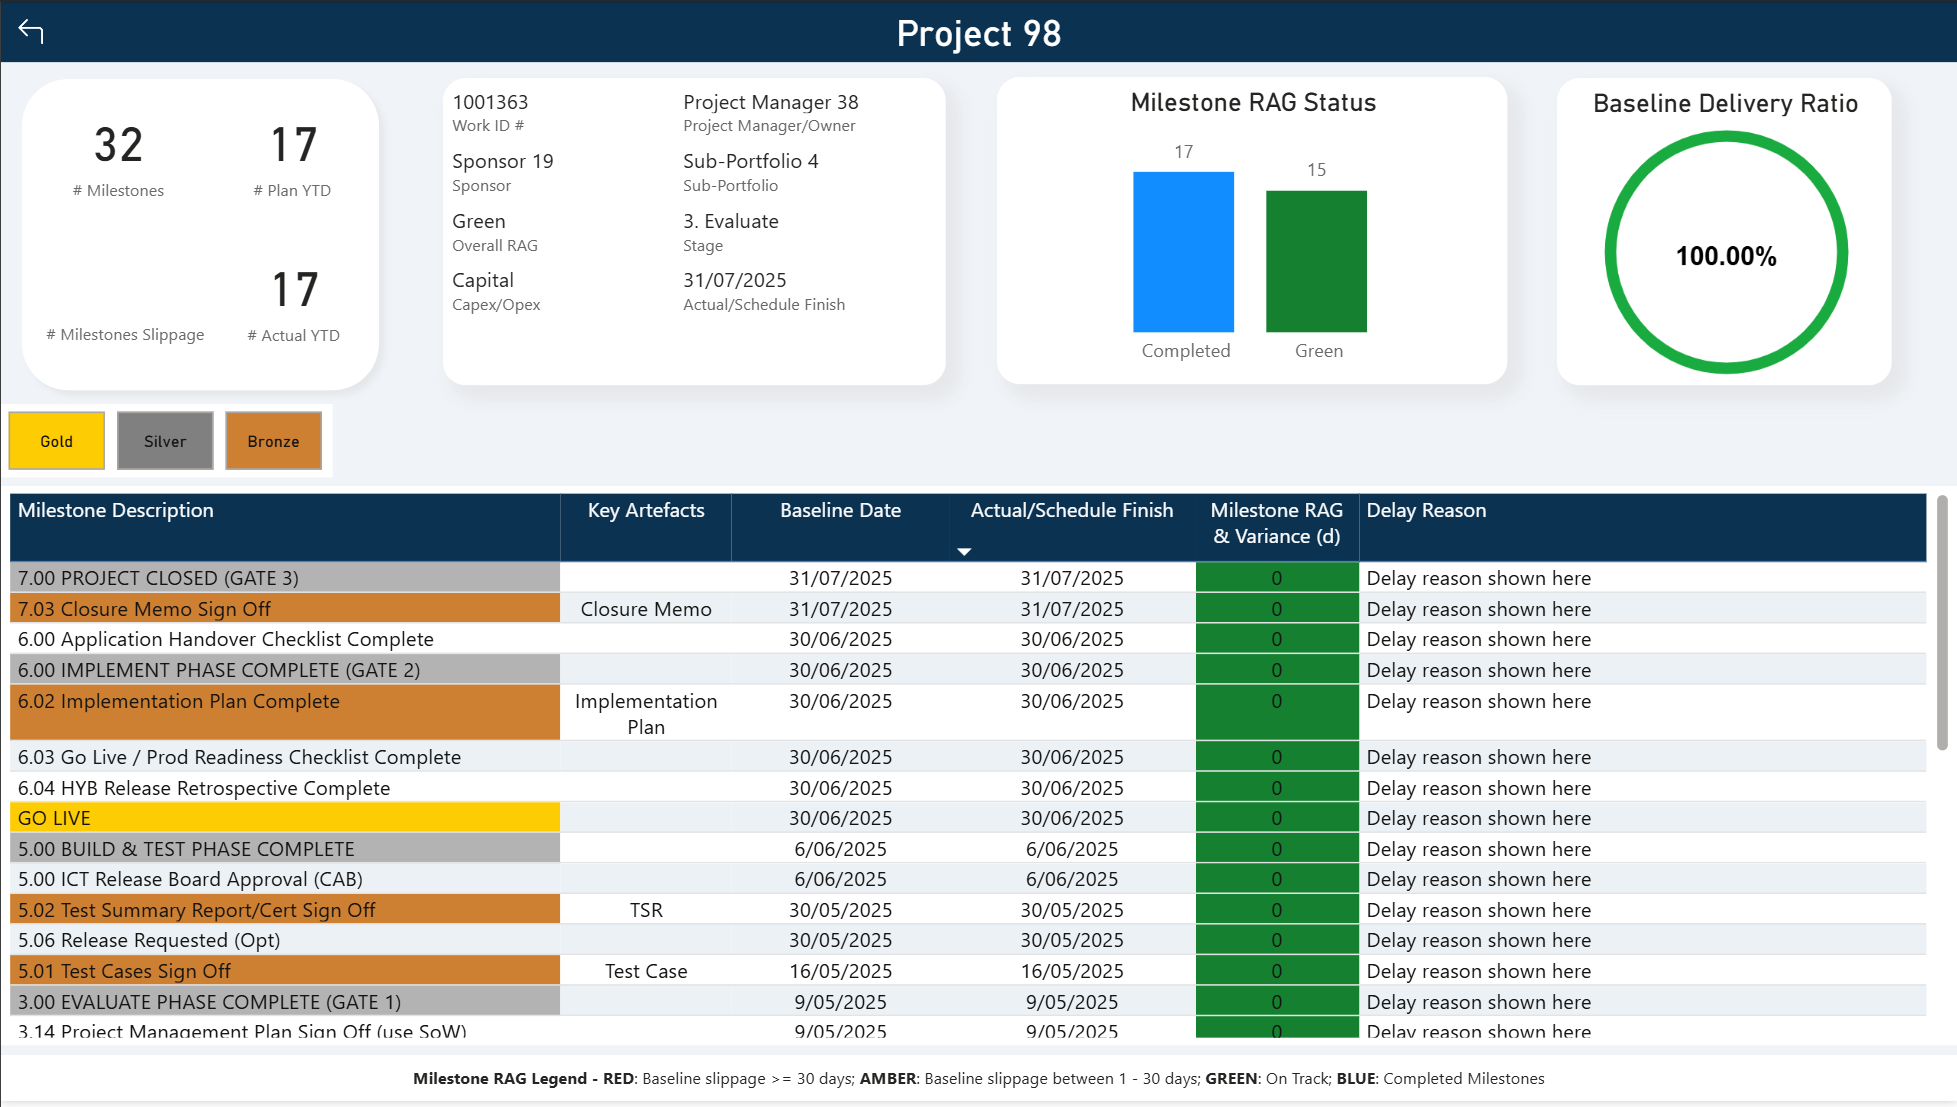 Project 98
32
# Milestones
17
# Plan YTD
# Milestones Slippage
17
# Actual YTD
1001363
Work ID #
Project Manager 38
Project Manager/Owner
Sponsor 19
Sponsor
Sub-Portfolio 4
Sub-Portfolio
Green
Overall RAG
3. Evaluate
Stage
Capital
Capex/Opex
31/07/2025
Actual/Schedule Finish
Milestone RAG Status
17
15
Completed
Green
Baseline Delivery Ratio
100.00%
Gold
Silver
Bronze
Milestone Description Key Artefacts Baseline Date Actual/Schedule Finish Milestone RAG Delay Reason
& Variance (d)
7.00 PROJECT CLOSED (GATE 3) 31/07/2025 31/07/2025 0 Delay reason shown here
7.03 Closure Memo Sign Off Closure Memo 31/07/2025 31/07/2025 0 Delay reason shown here
6.00 Application Handover Checklist Complete 30/06/2025 30/06/2025 0 Delay reason shown here
6.00 IMPLEMENT PHASE COMPLETE (GATE 2) 30/06/2025 30/06/2025 0 Delay reason shown here
6.02 Implementation Plan Complete Implementation 30/06/2025 30/06/2025 0 Delay reason shown here
Plan
6.03 Go Live / Prod Readiness Checklist Complete 30/06/2025 30/06/2025 0 Delay reason shown here
6.04 HYB Release Retrospective Complete 30/06/2025 30/06/2025 0 Delay reason shown here
GO LIVE 30/06/2025 30/06/2025 0 Delay reason shown here
5.00 BUILD & TEST PHASE COMPLETE 6/06/2025 6/06/2025 0 Delay reason shown here
5.00 ICT Release Board Approval (CAB) 6/06/2025 6/06/2025 0 Delay reason shown here
5.02 Test Summary Report/Cert Sign Off TSR 30/05/2025 30/05/2025 0 Delay reason shown here
5.06 Release Requested (Opt) 30/05/2025 30/05/2025 0 Delay reason shown here
5.01 Test Cases Sign Off Test Case 16/05/2025 16/05/2025 0 Delay reason shown here
3.00 EVALUATE PHASE COMPLETE (GATE 1) 9/05/2025 9/05/2025 0 Delay reason shown here
3.14 Project Management Plan Sign Off (use SoW) 9/05/2025 9/05/2025 0 Delay reason shown here
Milestone RAG Legend - RED: Baseline slippage >= 30 days; AMBER: Baseline slippage between 1 - 30 days; GREEN: On Track; BLUE: Completed Milestones